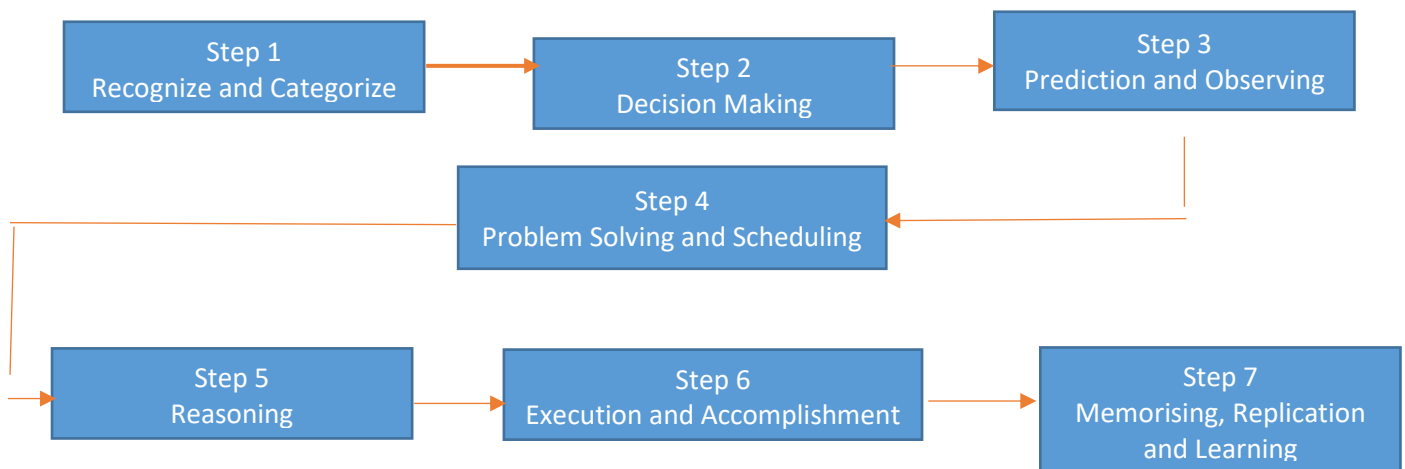 Step 1
Recognize and Categorize
Step 2
Decision Making
Step 3
Prediction and Observing
Step 4
Problem Solving and Scheduling
Step 5
Reasoning
Step 6
Execution and Accomplishment
Step 7
Memorising, Replication
and Learning